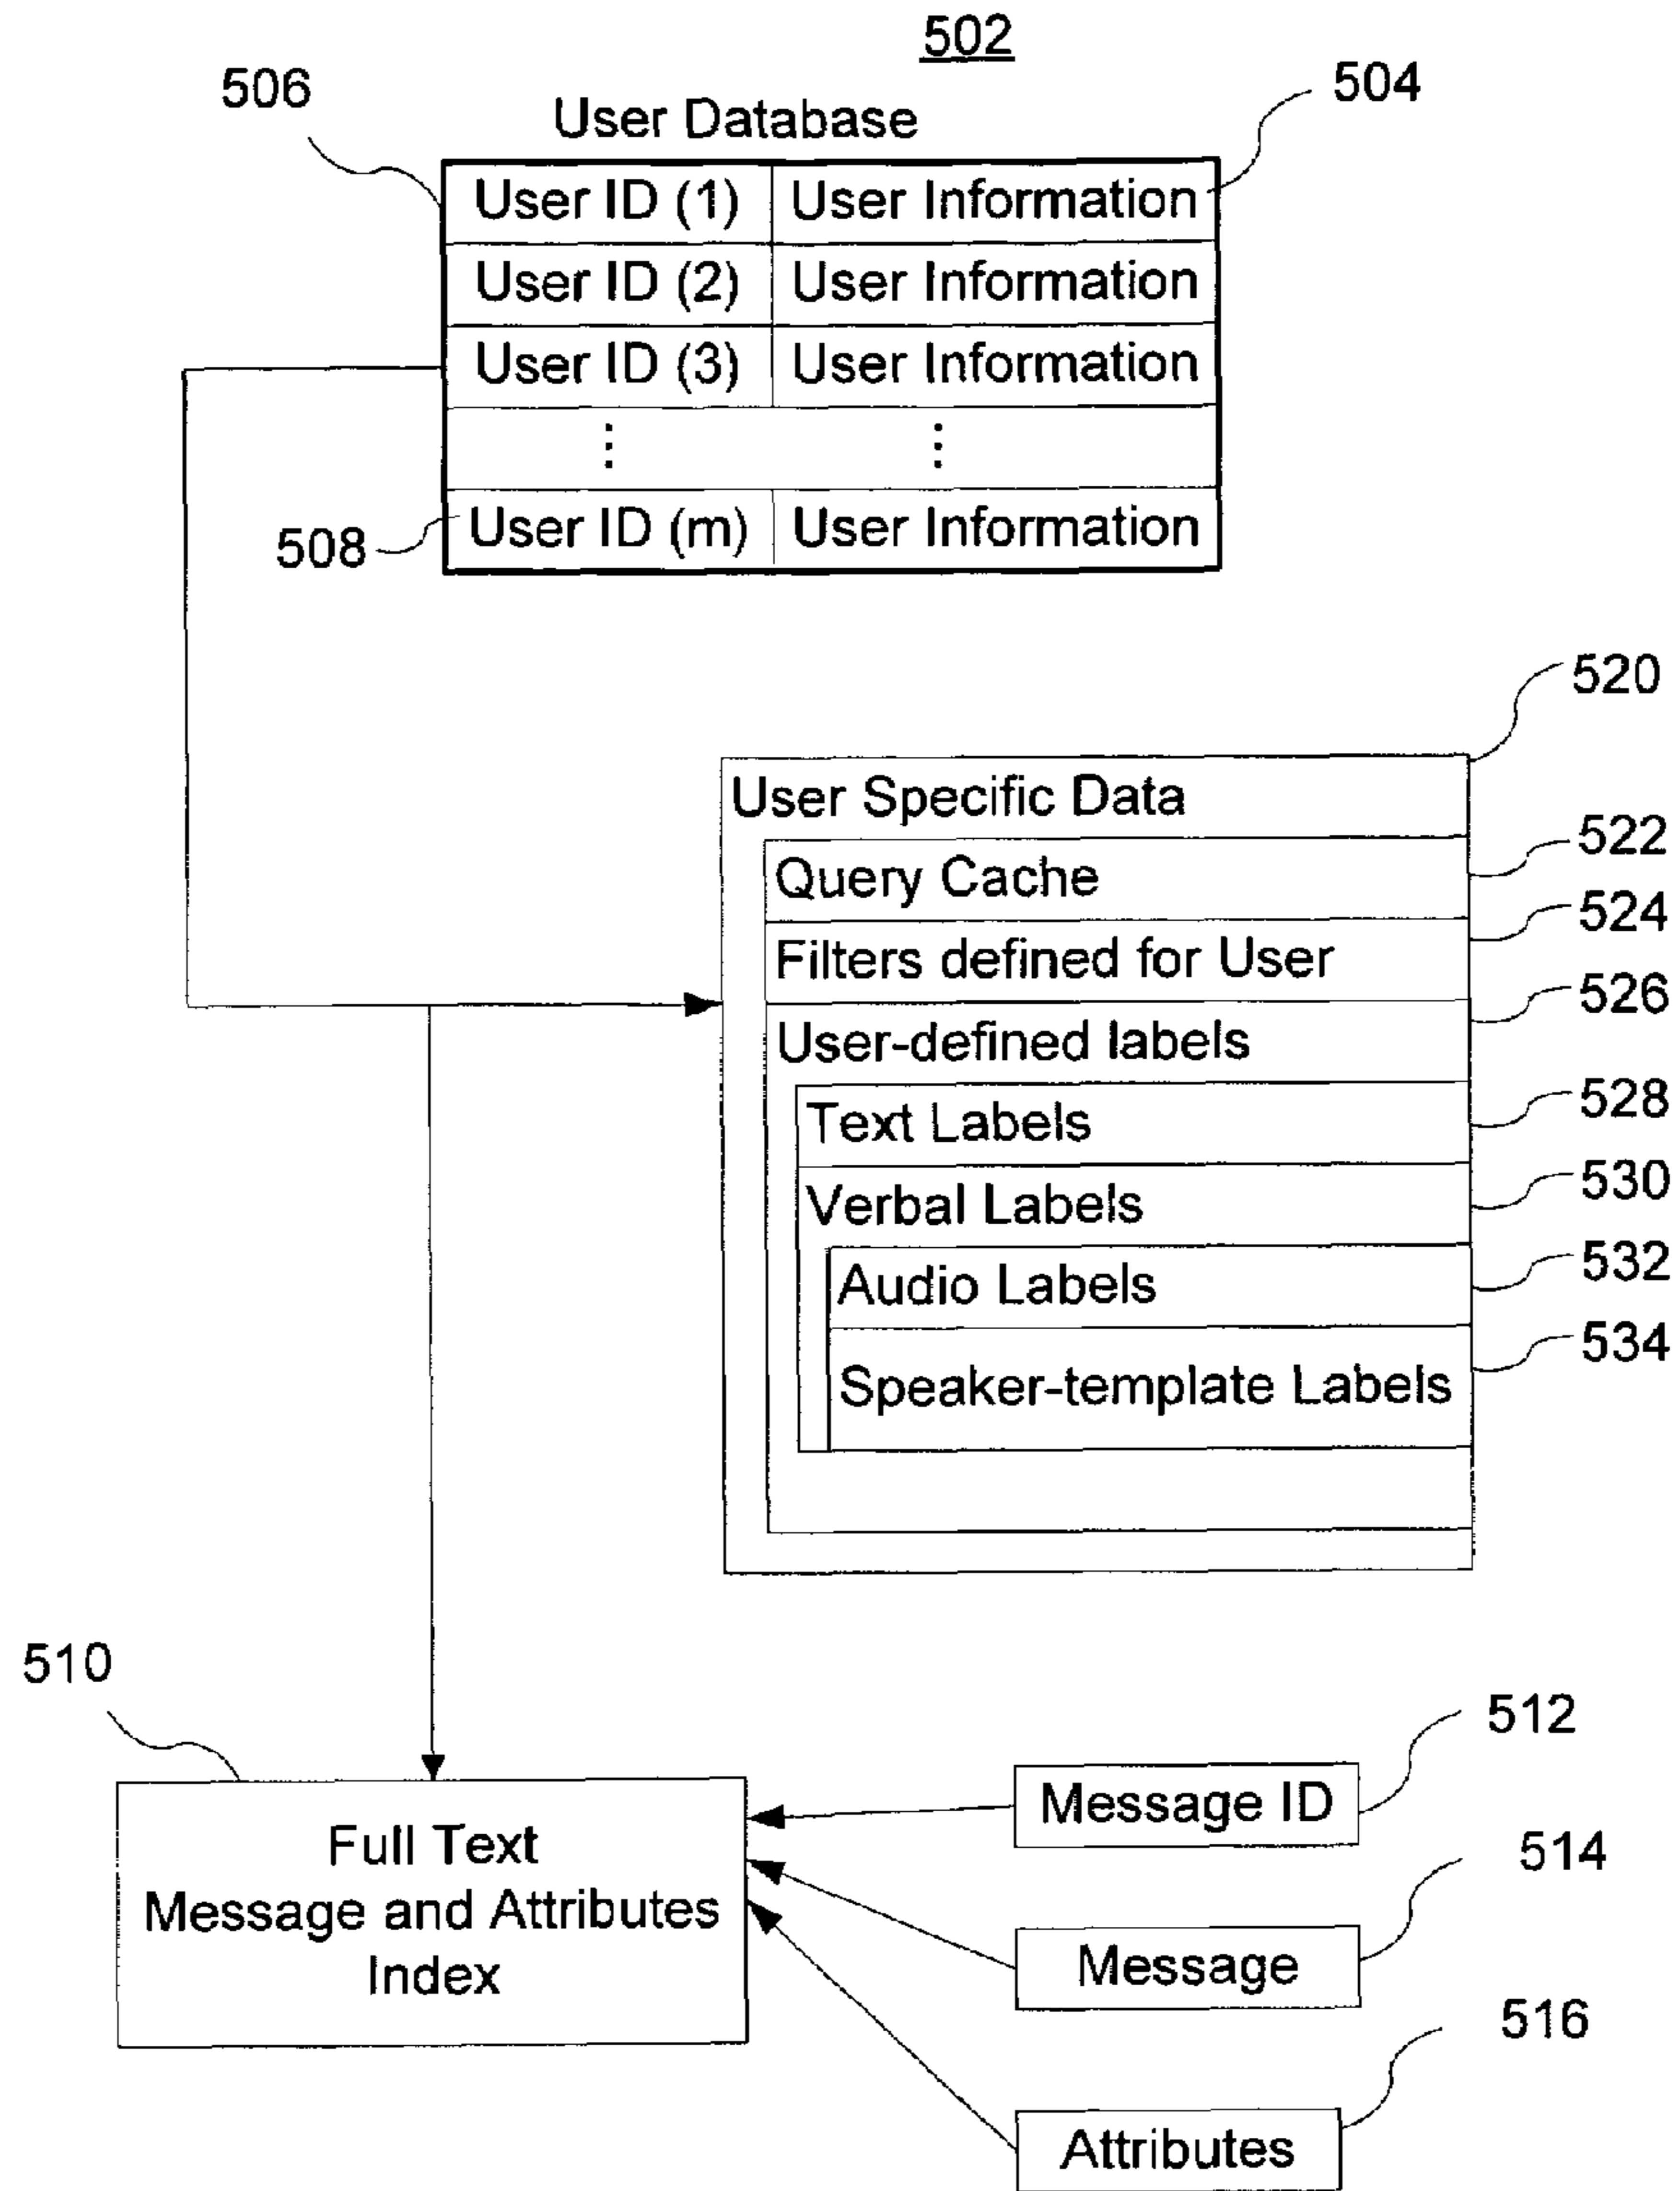 502
506
504
User Database
User ID (1) User Information
User ID (2) User Information
User ID (3) User Information
⋮ ⋮
508
User ID (m) User Information
520
User Specific Data
522
Query Cache
524
Filters defined for User
526
User-defined labels
528
Text Labels
530
Verbal Labels
532
Audio Labels
534
Speaker-template Labels
510
512
Full Text
Message and Attributes
Index
Message ID
514
Message
516
Attributes